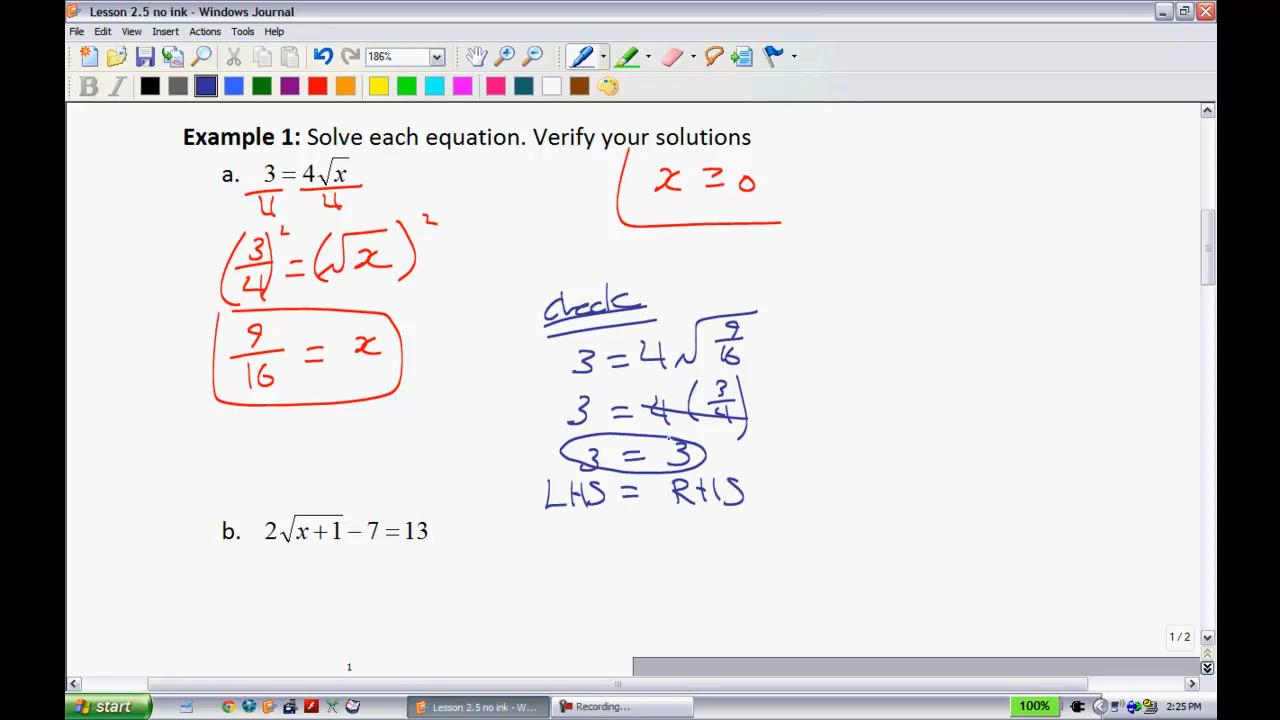 Lesson 2.5 no ink - Windows Journal
File Edit View Insert Actions Tools Help
186%
B I
Example 1: Solve each equation. Verify your solutions
a. 3 = 4√x
4 4
x ≥ 0
(3/4)² = (√x)²
9/16 = x
check
3 = 4√9/16
3 = 4(3/4)
3 = 3
LHS = RHS
b. 2√x+1 − 7 = 13
1 / 2
1
start
Lesson 2.5 no ink - W...
Recording...
100%
2:25 PM